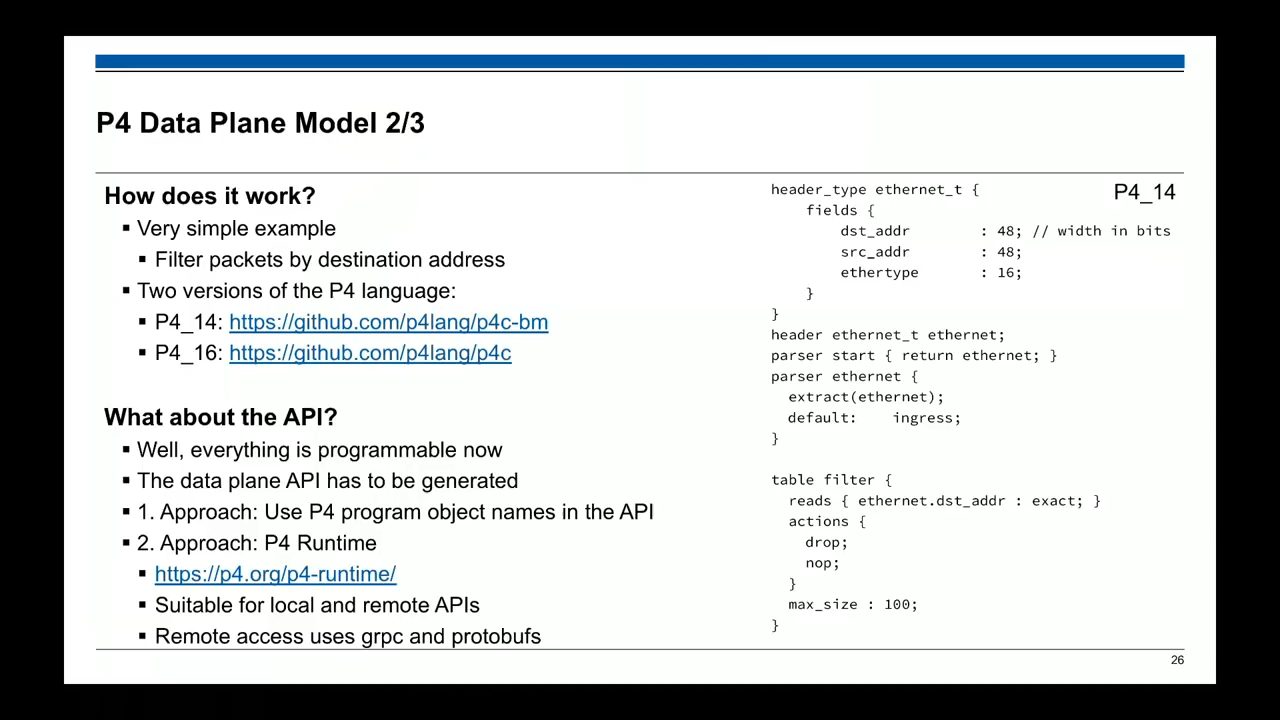 P4 Data Plane Model 2/3
How does it work?
▪ Very simple example
▪ Filter packets by destination address
▪ Two versions of the P4 language:
▪ P4_14: https://github.com/p4lang/p4c-bm
▪ P4_16: https://github.com/p4lang/p4c
What about the API?
▪ Well, everything is programmable now
▪ The data plane API has to be generated
▪ 1. Approach: Use P4 program object names in the API
▪ 2. Approach: P4 Runtime
▪ https://p4.org/p4-runtime/
▪ Suitable for local and remote APIs
▪ Remote access uses grpc and protobufs
P4_14
header_type ethernet_t {
    fields {
        dst_addr        : 48; // width in bits
        src_addr        : 48;
        ethertype       : 16;
    }
}
header ethernet_t ethernet;
parser start { return ethernet; }
parser ethernet {
  extract(ethernet);
  default:    ingress;
}
table filter {
  reads { ethernet.dst_addr : exact; }
  actions {
    drop;
    nop;
  }
  max_size : 100;
}
26